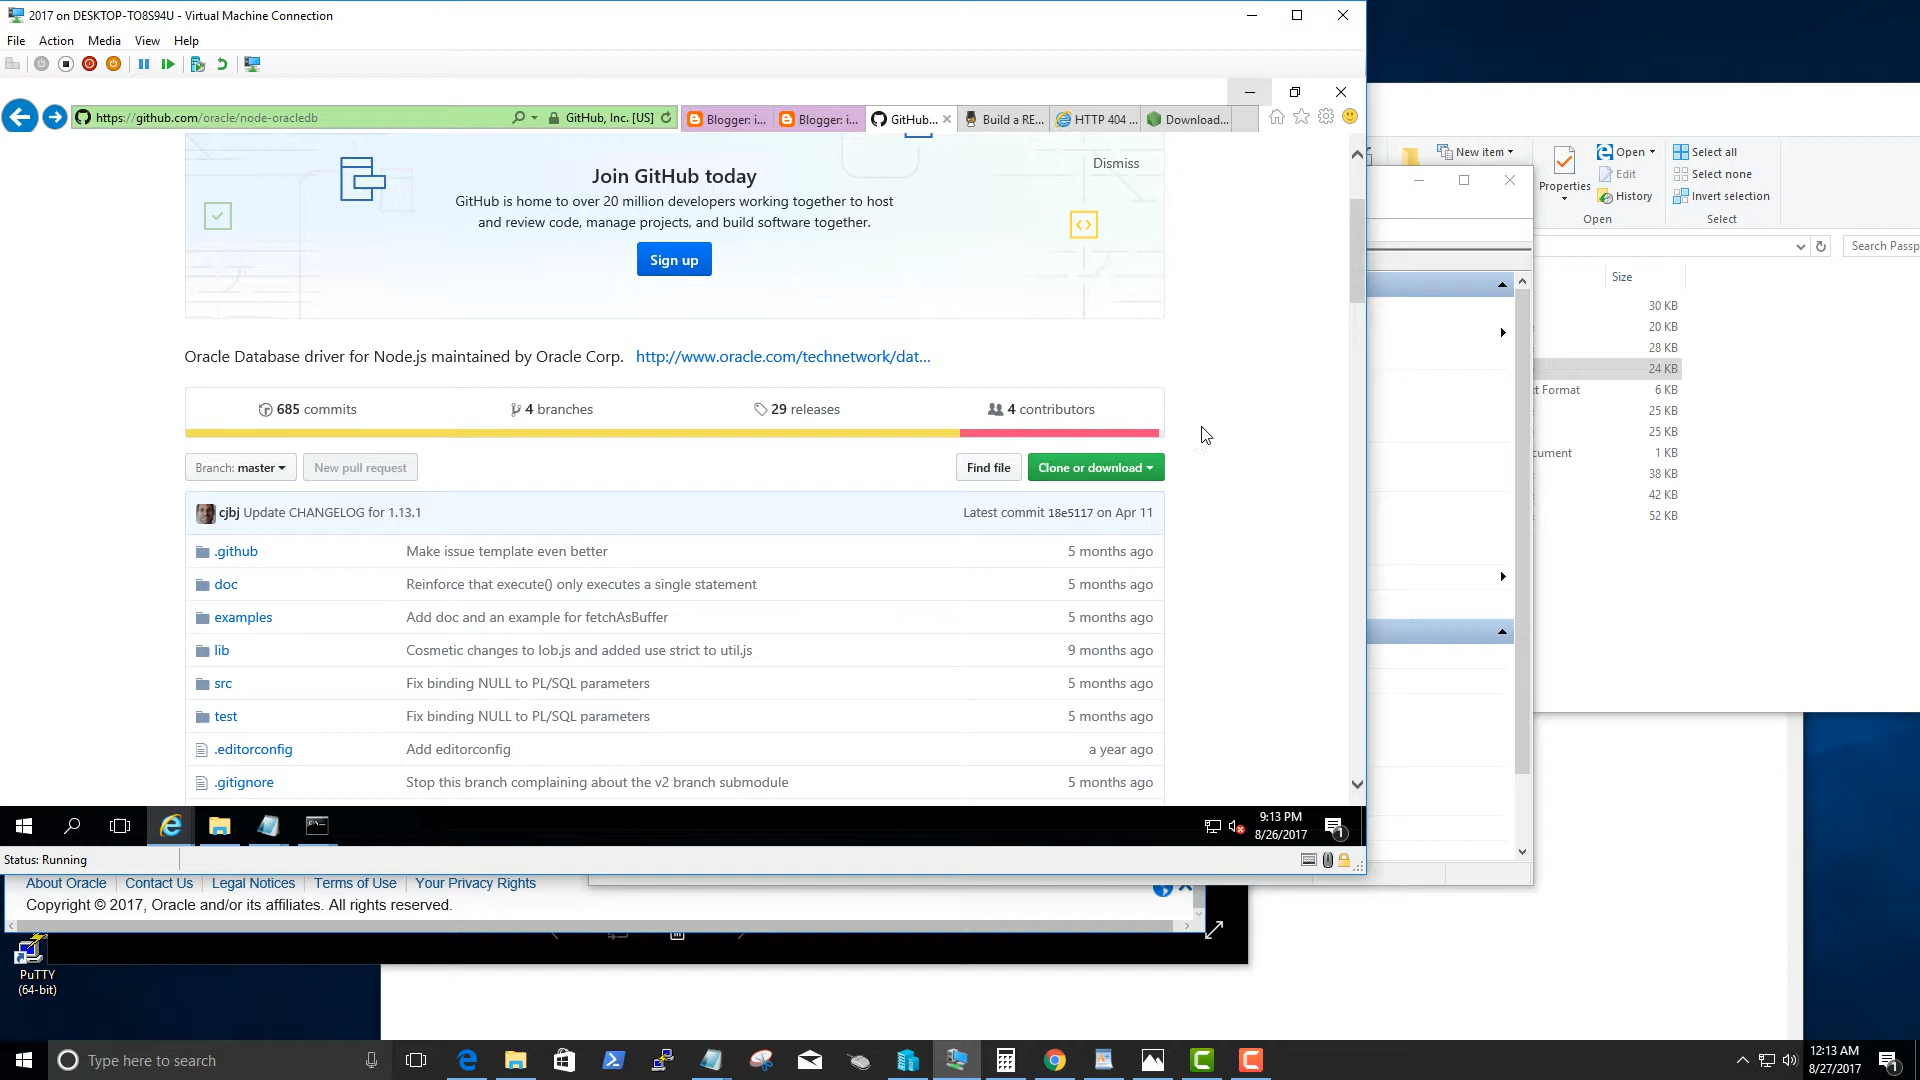 2017 on DESKTOP-TO8S94U - Virtual Machine Connection
File Action Media View Help
https://github.com/oracle/node-oracledb
GitHub, Inc. [US]
Blogger: i...
Blogger: i...
GitHub...
Build a RE...
HTTP 404 ...
Download...
Join GitHub today
Dismiss
GitHub is home to over 20 million developers working together to host
and review code, manage projects, and build software together.
Sign up
Oracle Database driver for Node.js maintained by Oracle Corp. http://www.oracle.com/technetwork/dat...
685 commits
4 branches
29 releases
4 contributors
Branch: master
New pull request
Find file
Clone or download
cjbj Update CHANGELOG for 1.13.1
Latest commit 18e5117 on Apr 11
.github Make issue template even better 5 months ago
doc Reinforce that execute() only executes a single statement 5 months ago
examples Add doc and an example for fetchAsBuffer 5 months ago
lib Cosmetic changes to lob.js and added use strict to util.js 9 months ago
src Fix binding NULL to PL/SQL parameters 5 months ago
test Fix binding NULL to PL/SQL parameters 5 months ago
.editorconfig Add editorconfig a year ago
.gitignore Stop this branch complaining about the v2 branch submodule 5 months ago
9:13 PM
8/26/2017
1
Status: Running
New item
Properties
Open
Edit
History
Open
Select all
Select none
Invert selection
Select
Search Passp
Size
30 KB
20 KB
28 KB
24 KB
xt Format 6 KB
25 KB
25 KB
cument 1 KB
38 KB
42 KB
52 KB
About Oracle Contact Us Legal Notices Terms of Use Your Privacy Rights
Copyright © 2017, Oracle and/or its affiliates. All rights reserved.
PuTTY
(64-bit)
Type here to search
12:13 AM
8/27/2017
1